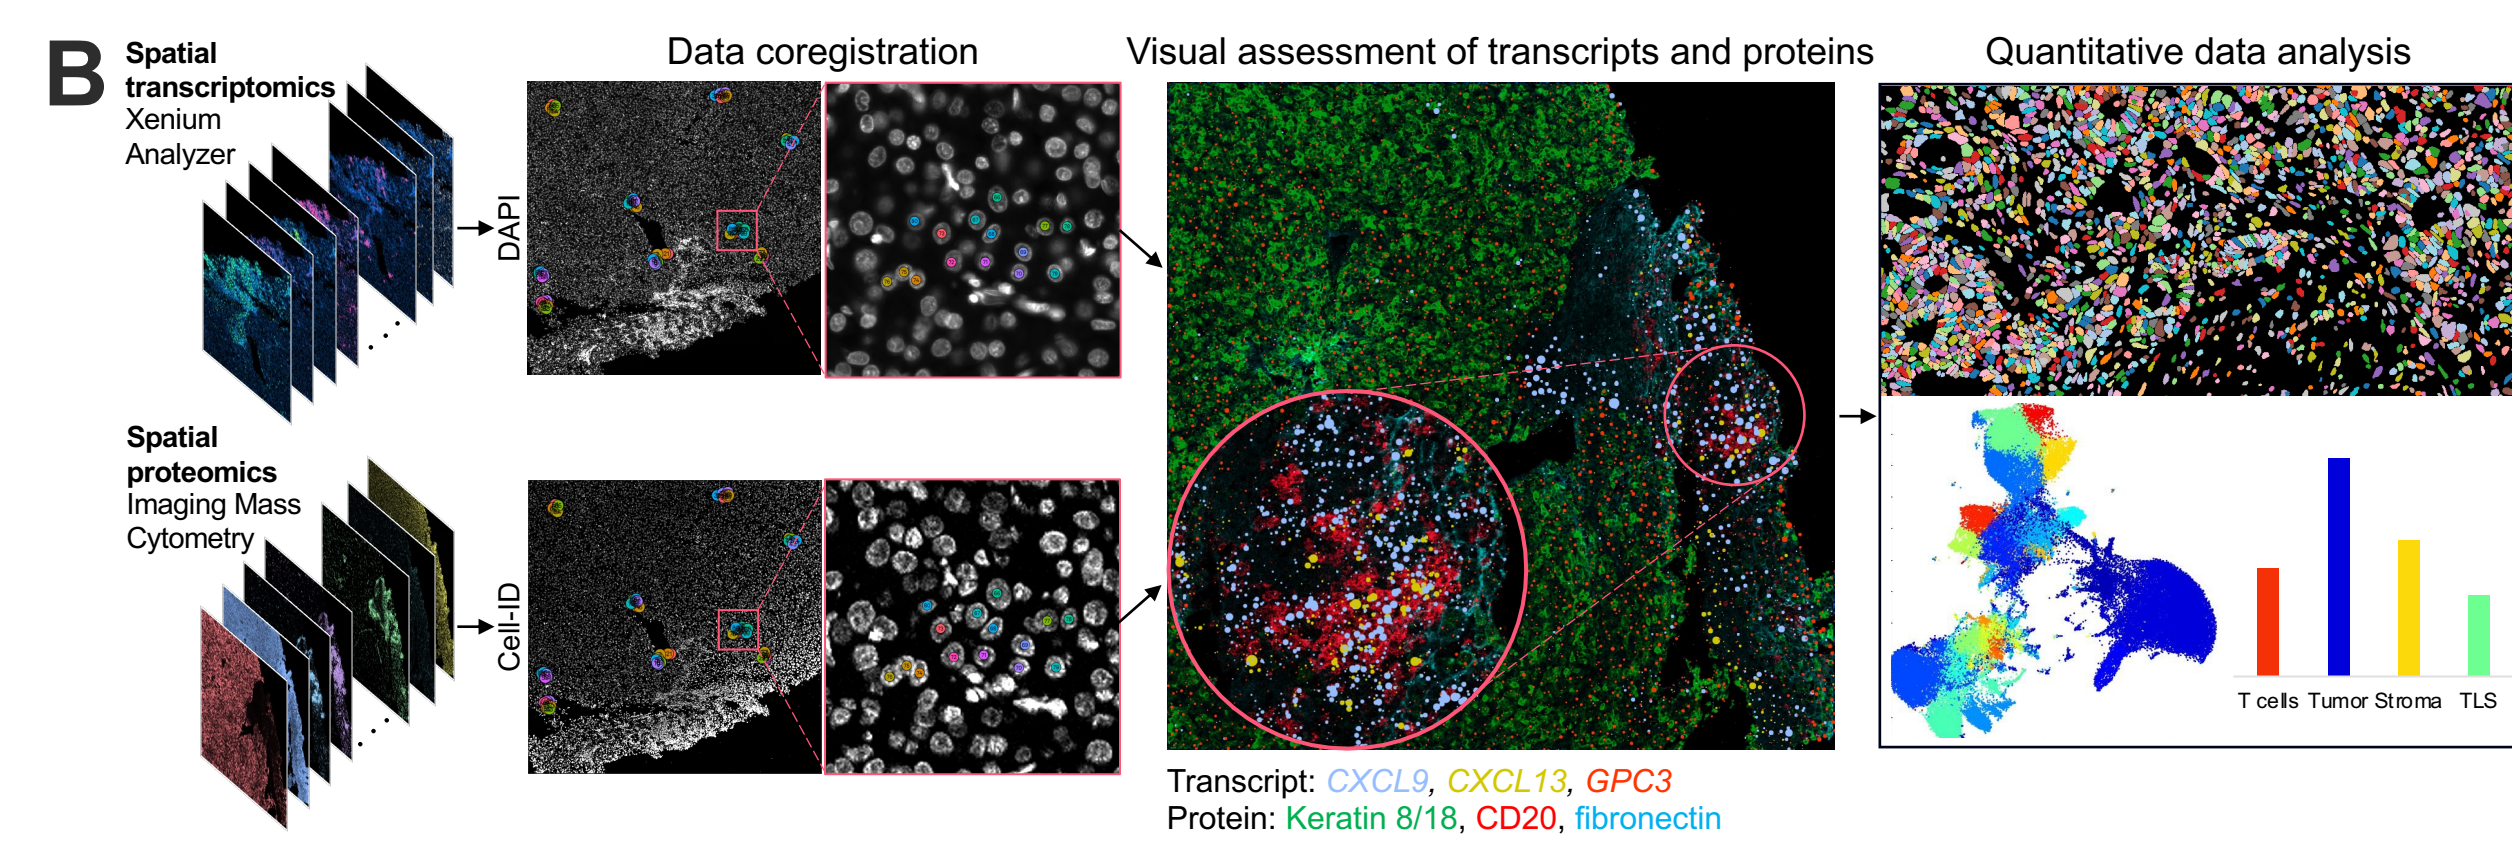 B
Spatial
transcriptomics
Xenium
Analyzer
Data coregistration
Visual assessment of transcripts and proteins
Quantitative data analysis
DAPI
Spatial
proteomics
Imaging Mass
Cytometry
Cell-ID
T cells Tumor Stroma TLS
Transcript: CXCL9, CXCL13, GPC3
Protein: Keratin 8/18, CD20, fibronectin